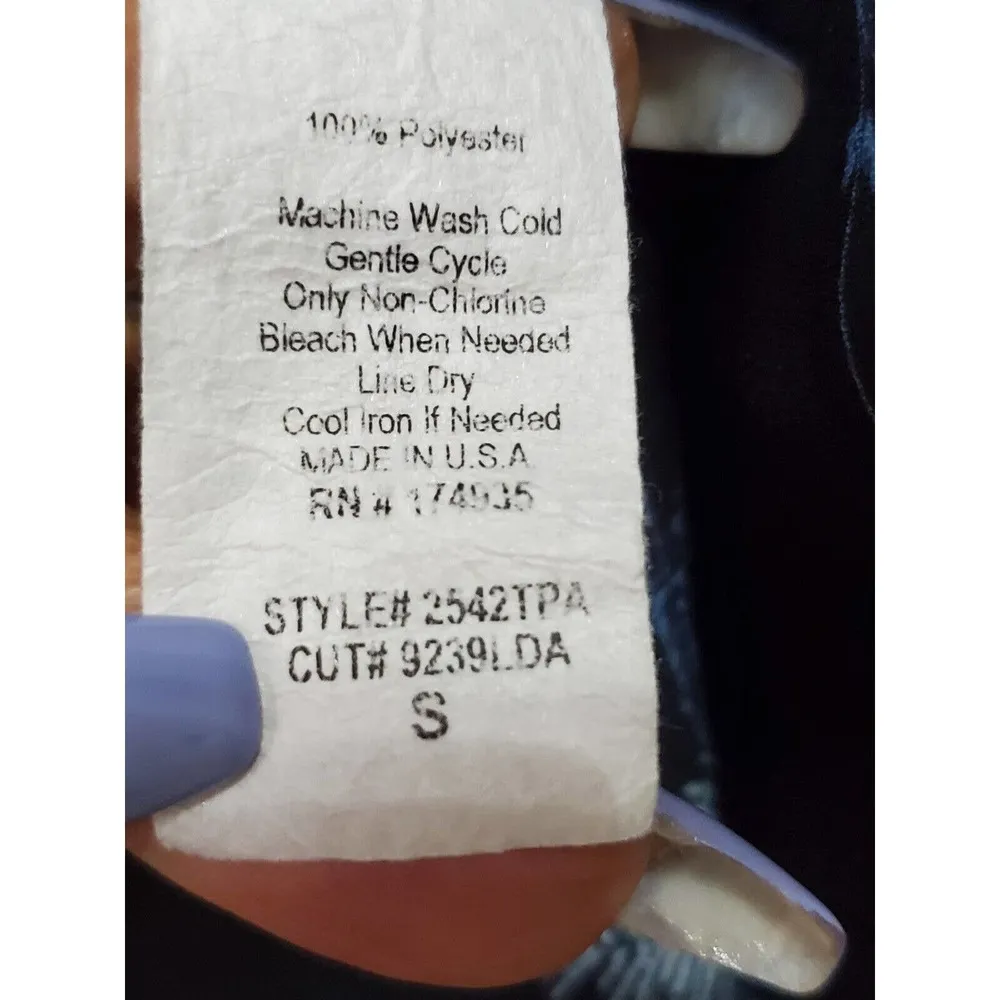 100% Polyester
Machine Wash Cold
Gentle Cycle
Only Non-Chlorine
Bleach When Needed
Line Dry
Cool Iron If Needed
MADE IN U.S.A
RN # 174935
STYLE# 2542TPA
CUT# 9239LDA
S